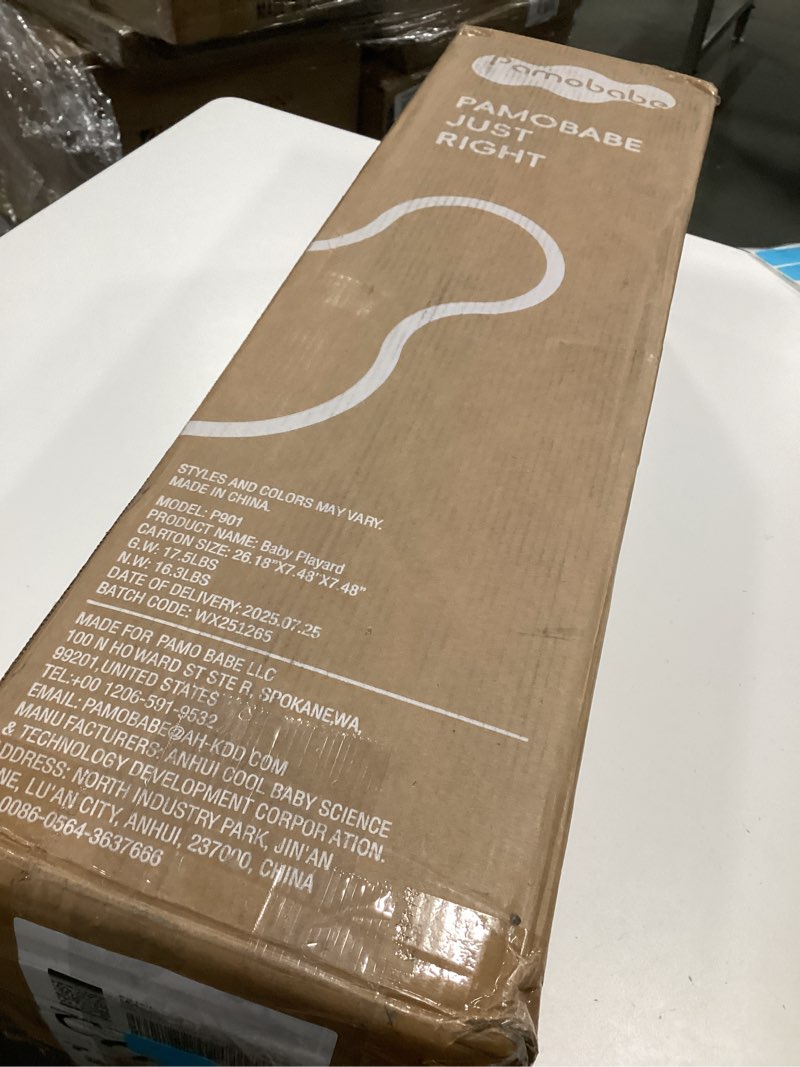 Pamobabe
PAMOBABE
JUST
RIGHT
STYLES AND COLORS MAY VARY.
MADE IN CHINA.
MODEL: P901
PRODUCT NAME: Baby Playard
CARTON SIZE: 26.18"X7.48"X7.48"
G.W: 17.5LBS
N.W: 16.3LBS
DATE OF DELIVERY: 2025.07.25
BATCH CODE: WX251265
MADE FOR PAMO BABE LLC
100 N HOWARD ST STE R, SPOKANE,WA,
99201,UNITED STATES
TEL:+00 1206-591-9532
EMAIL: PAMOBABE@AH-KDD.COM
MANUFACTURERS: ANHUI COOL BABY SCIENCE
& TECHNOLOGY DEVELOPMENT CORPORATION.
DDRESS: NORTH INDUSTRY PARK, JIN'AN
NE, LU'AN CITY, ANHUI, 237000, CHINA
0086-0564-3637666